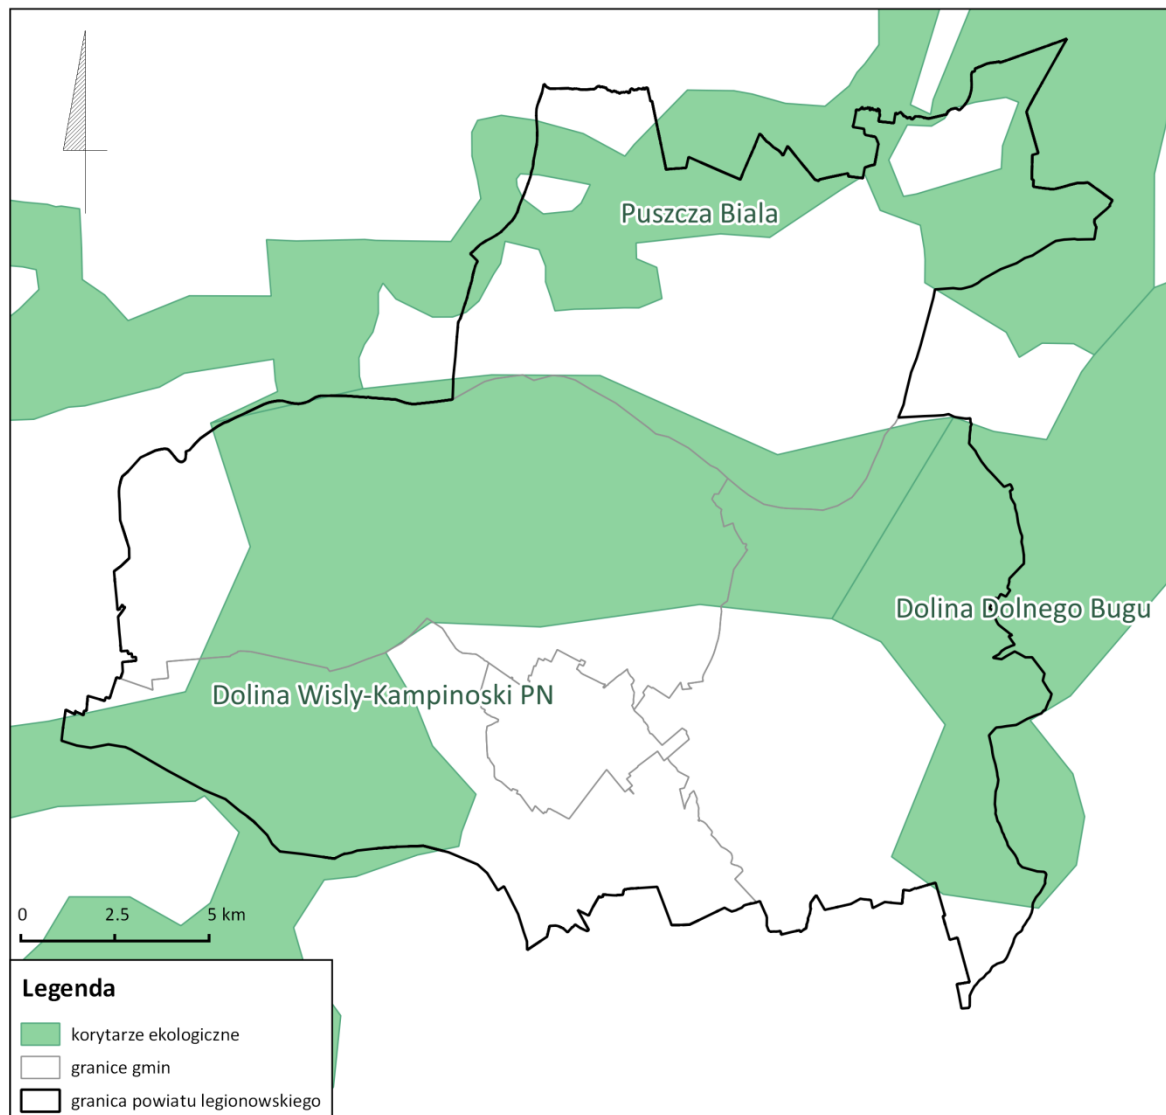 Puszcza Biala
Dolina Dolnego Bugu
Dolina Wisly-Kampinoski PN
0 2.5 5 km
Legenda
korytarze ekologiczne
granice gmin
granica powiatu legionowskiego